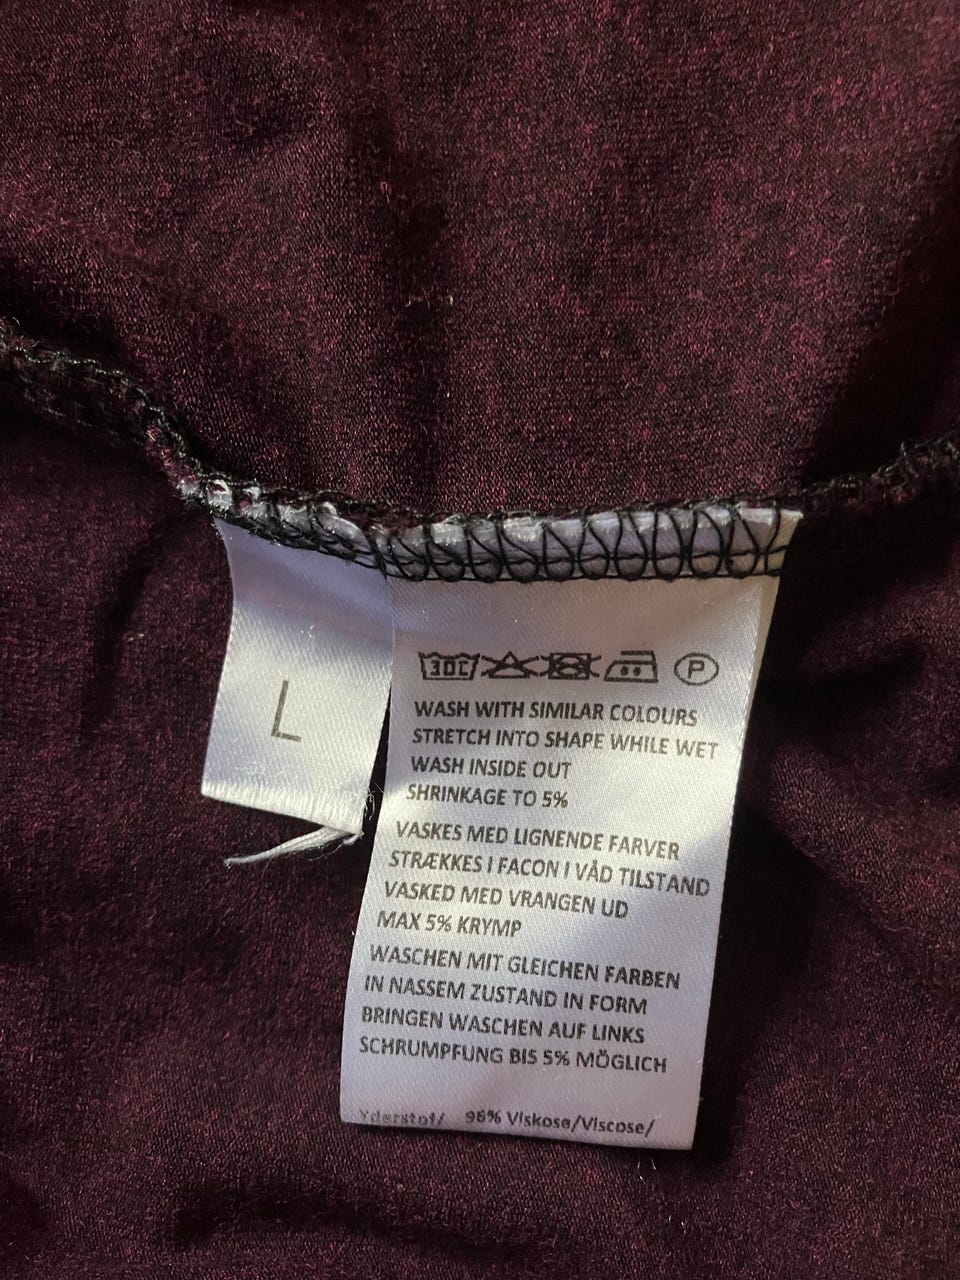 L
30C
P
WASH WITH SIMILAR COLOURS
STRETCH INTO SHAPE WHILE WET
WASH INSIDE OUT
SHRINKAGE TO 5%
VASKES MED LIGNENDE FARVER
STRÆKKES I FACON I VÅD TILSTAND
VASKED MED VRANGEN UD
MAX 5% KRYMP
WASCHEN MIT GLEICHEN FARBEN
IN NASSEM ZUSTAND IN FORM
BRINGEN WASCHEN AUF LINKS
SCHRUMPFUNG BIS 5% MÖGLICH
96% Viskose/Viscose/